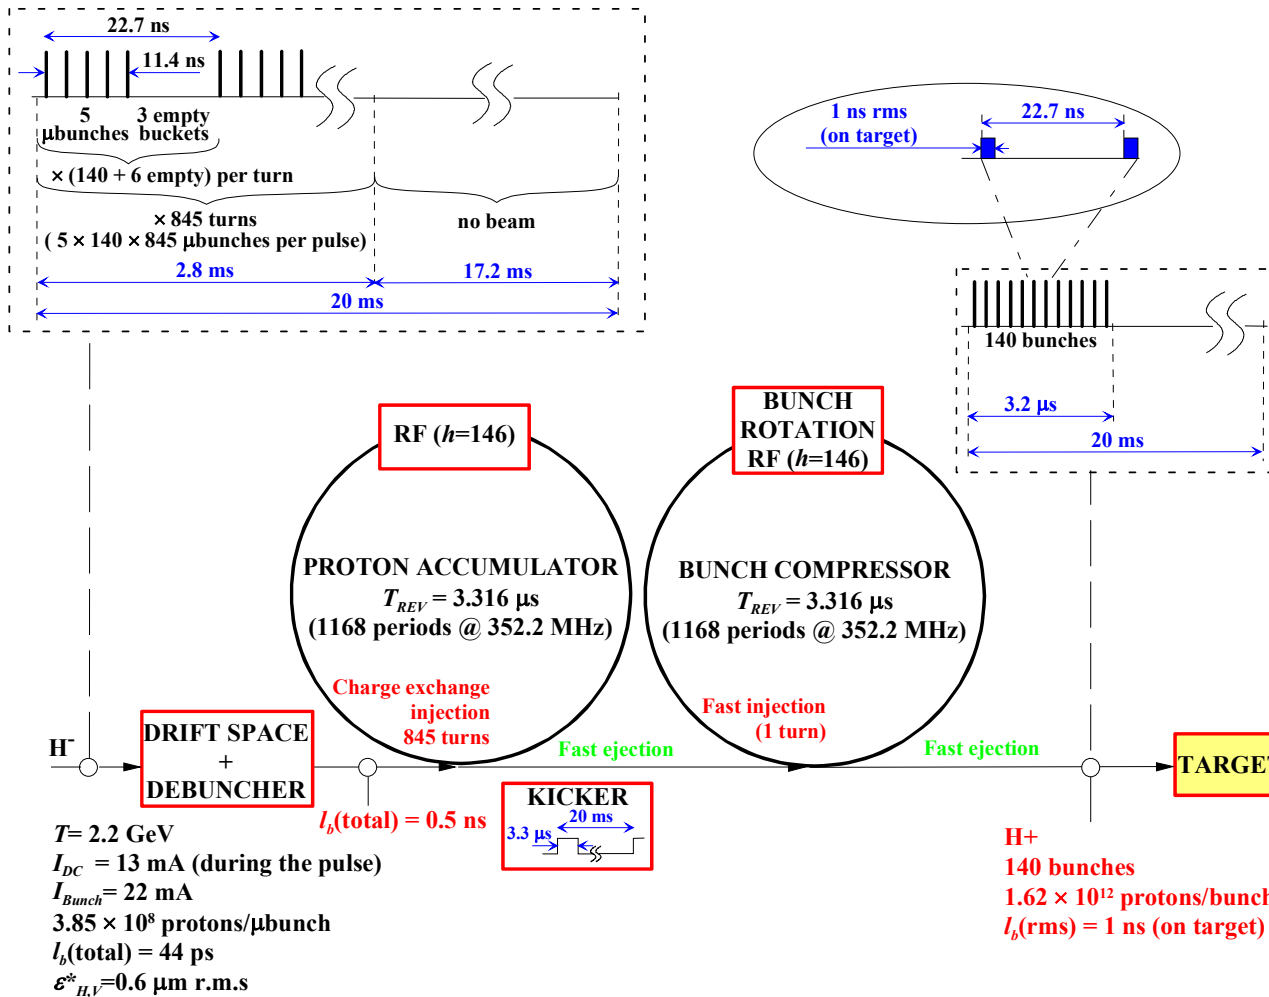 22.7 ns
11.4 ns
5 3 empty
μbunches buckets
× (140 + 6 empty) per turn
× 845 turns
( 5 × 140 × 845 μbunches per pulse)
no beam
2.8 ms 17.2 ms
20 ms
1 ns rms
(on target)
22.7 ns
140 bunches
3.2 μs
20 ms
RF (h=146)
BUNCH
ROTATION
RF (h=146)
PROTON ACCUMULATOR
T_REV = 3.316 μs
(1168 periods @ 352.2 MHz)
BUNCH COMPRESSOR
T_REV = 3.316 μs
(1168 periods @ 352.2 MHz)
Charge exchange
injection
845 turns
Fast injection
(1 turn)
Fast ejection
Fast ejection
H⁻
DRIFT SPACE
+
DEBUNCHER
TARGET
l_b(total) = 0.5 ns
KICKER
20 ms
3.3 μs
T= 2.2 GeV
I_DC = 13 mA (during the pulse)
I_Bunch= 22 mA
3.85 × 10⁸ protons/μbunch
l_b(total) = 44 ps
ε*_H,V=0.6 μm r.m.s
H+
140 bunches
1.62 × 10¹² protons/bunch
l_b(rms) = 1 ns (on target)